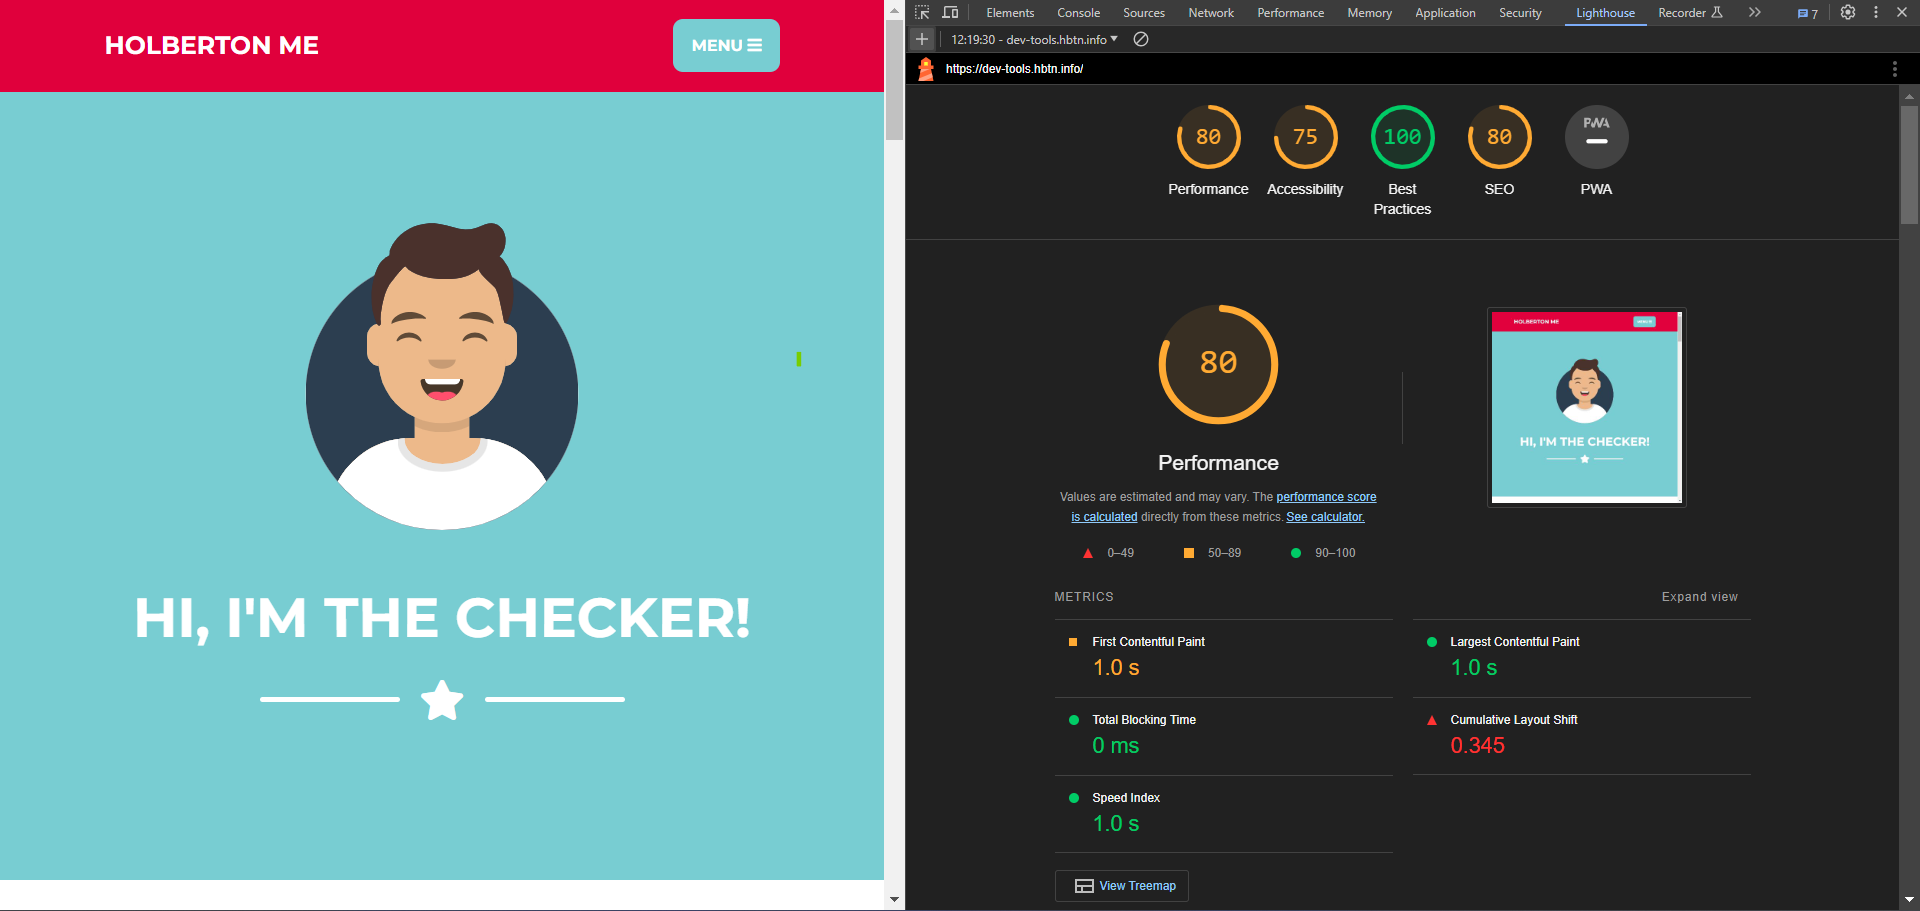 HOLBERTON ME
MENU
HI, I'M THE CHECKER!
Elements Console Sources Network Performance Memory Application Security Lighthouse Recorder 7
12:19:30 - dev-tools.hbtn.info
https://dev-tools.hbtn.info/
80 75 100 80 PWA
Performance Accessibility Best Practices SEO PWA
80
Performance
Values are estimated and may vary. The performance score
is calculated directly from these metrics. See calculator.
0–49 50–89 90–100
HOLBERTON ME
HI, I'M THE CHECKER!
METRICS Expand view
First Contentful Paint
1.0 s
Largest Contentful Paint
1.0 s
Total Blocking Time
0 ms
Cumulative Layout Shift
0.345
Speed Index
1.0 s
View Treemap